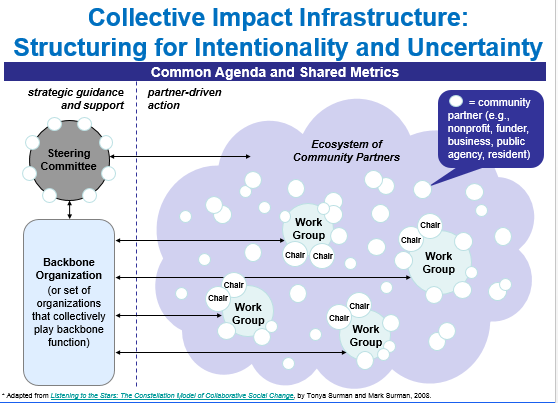 Collective Impact Infrastructure:
Structuring for Intentionality and Uncertainty
Common Agenda and Shared Metrics
strategic guidance
and support
partner-driven
action
= community
partner (e.g.,
nonprofit, funder,
business, public
agency, resident)
Ecosystem of
Community Partners
Steering
Committee
Work
Group
Chair
Chair
Chair
Chair
Work
Group
Backbone
Organization
(or set of
organizations
that collectively
play backbone
function)
Chair
Chair
Work
Group
Chair
Chair
Work
Group
* Adapted from Listening to the Stars: The Constellation Model of Collaborative Social Change, by Tonya Surman and Mark Surman, 2008.